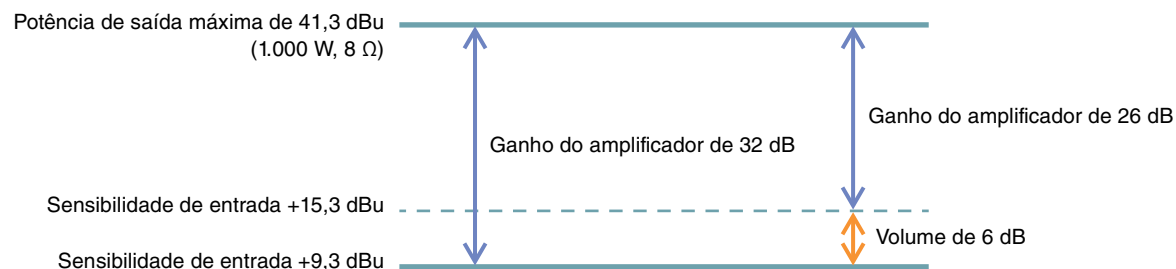 Potência de saída máxima de 41,3 dBu
(1.000 W, 8 Ω)
Ganho do amplificador de 26 dB
Ganho do amplificador de 32 dB
Sensibilidade de entrada +15,3 dBu
Volume de 6 dB
Sensibilidade de entrada +9,3 dBu